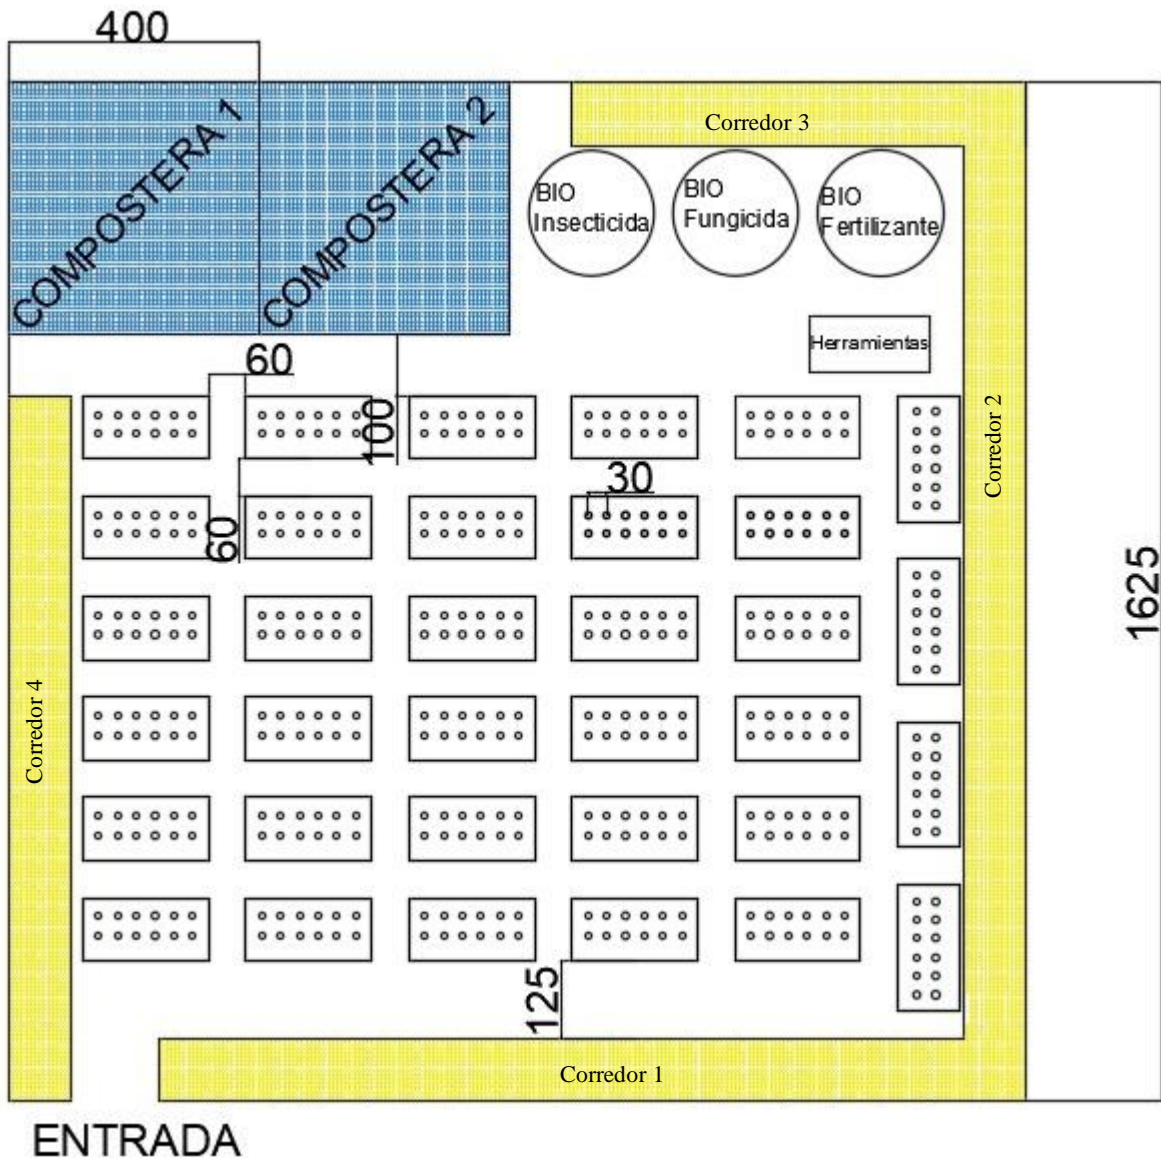 400
COMPOSTERA 1
COMPOSTERA 2
Corredor 3
BIO
Insecticida
BIO
Fungicida
BIO
Fertilizante
Herramientas
60
100
Corredor 2
30
60
1625
Corredor 4
125
Corredor 1
ENTRADA